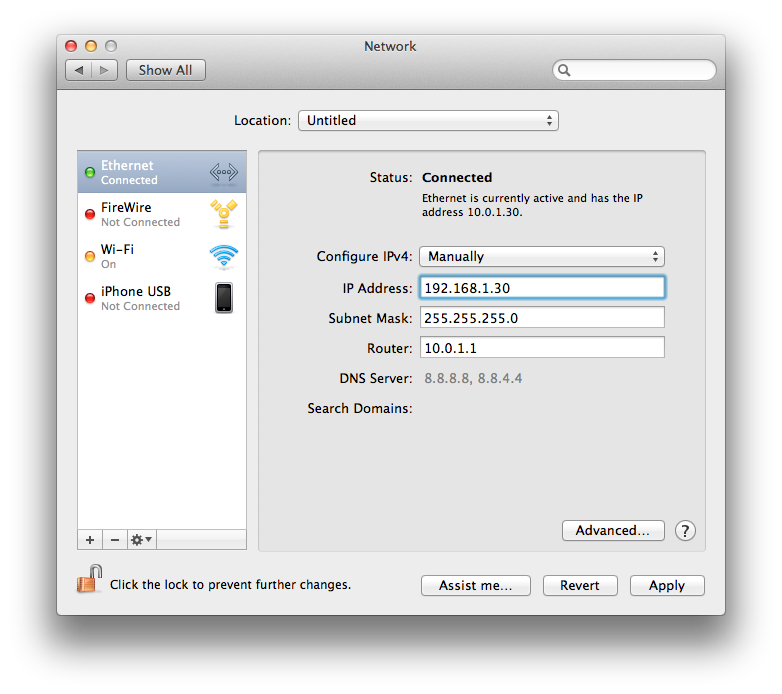 Network
Show All
Location: Untitled
Ethernet
Connected
FireWire
Not Connected
Wi-Fi
On
iPhone USB
Not Connected
Status: Connected
Ethernet is currently active and has the IP
address 10.0.1.30.
Configure IPv4: Manually
IP Address: 192.168.1.30
Subnet Mask: 255.255.255.0
Router: 10.0.1.1
DNS Server: 8.8.8.8, 8.8.4.4
Search Domains:
Advanced... ?
+ −
Click the lock to prevent further changes.
Assist me... Revert Apply